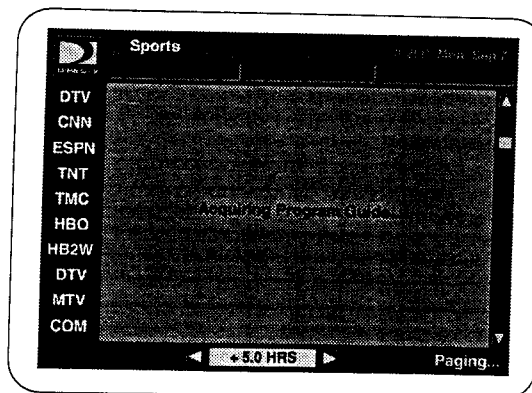 Sports
DTV
CNN
ESPN
TNT
TMC
HBO
HB2W
DTV
MTV
COM
Acquiring Program Guide...
+ 5.0 HRS
Paging...